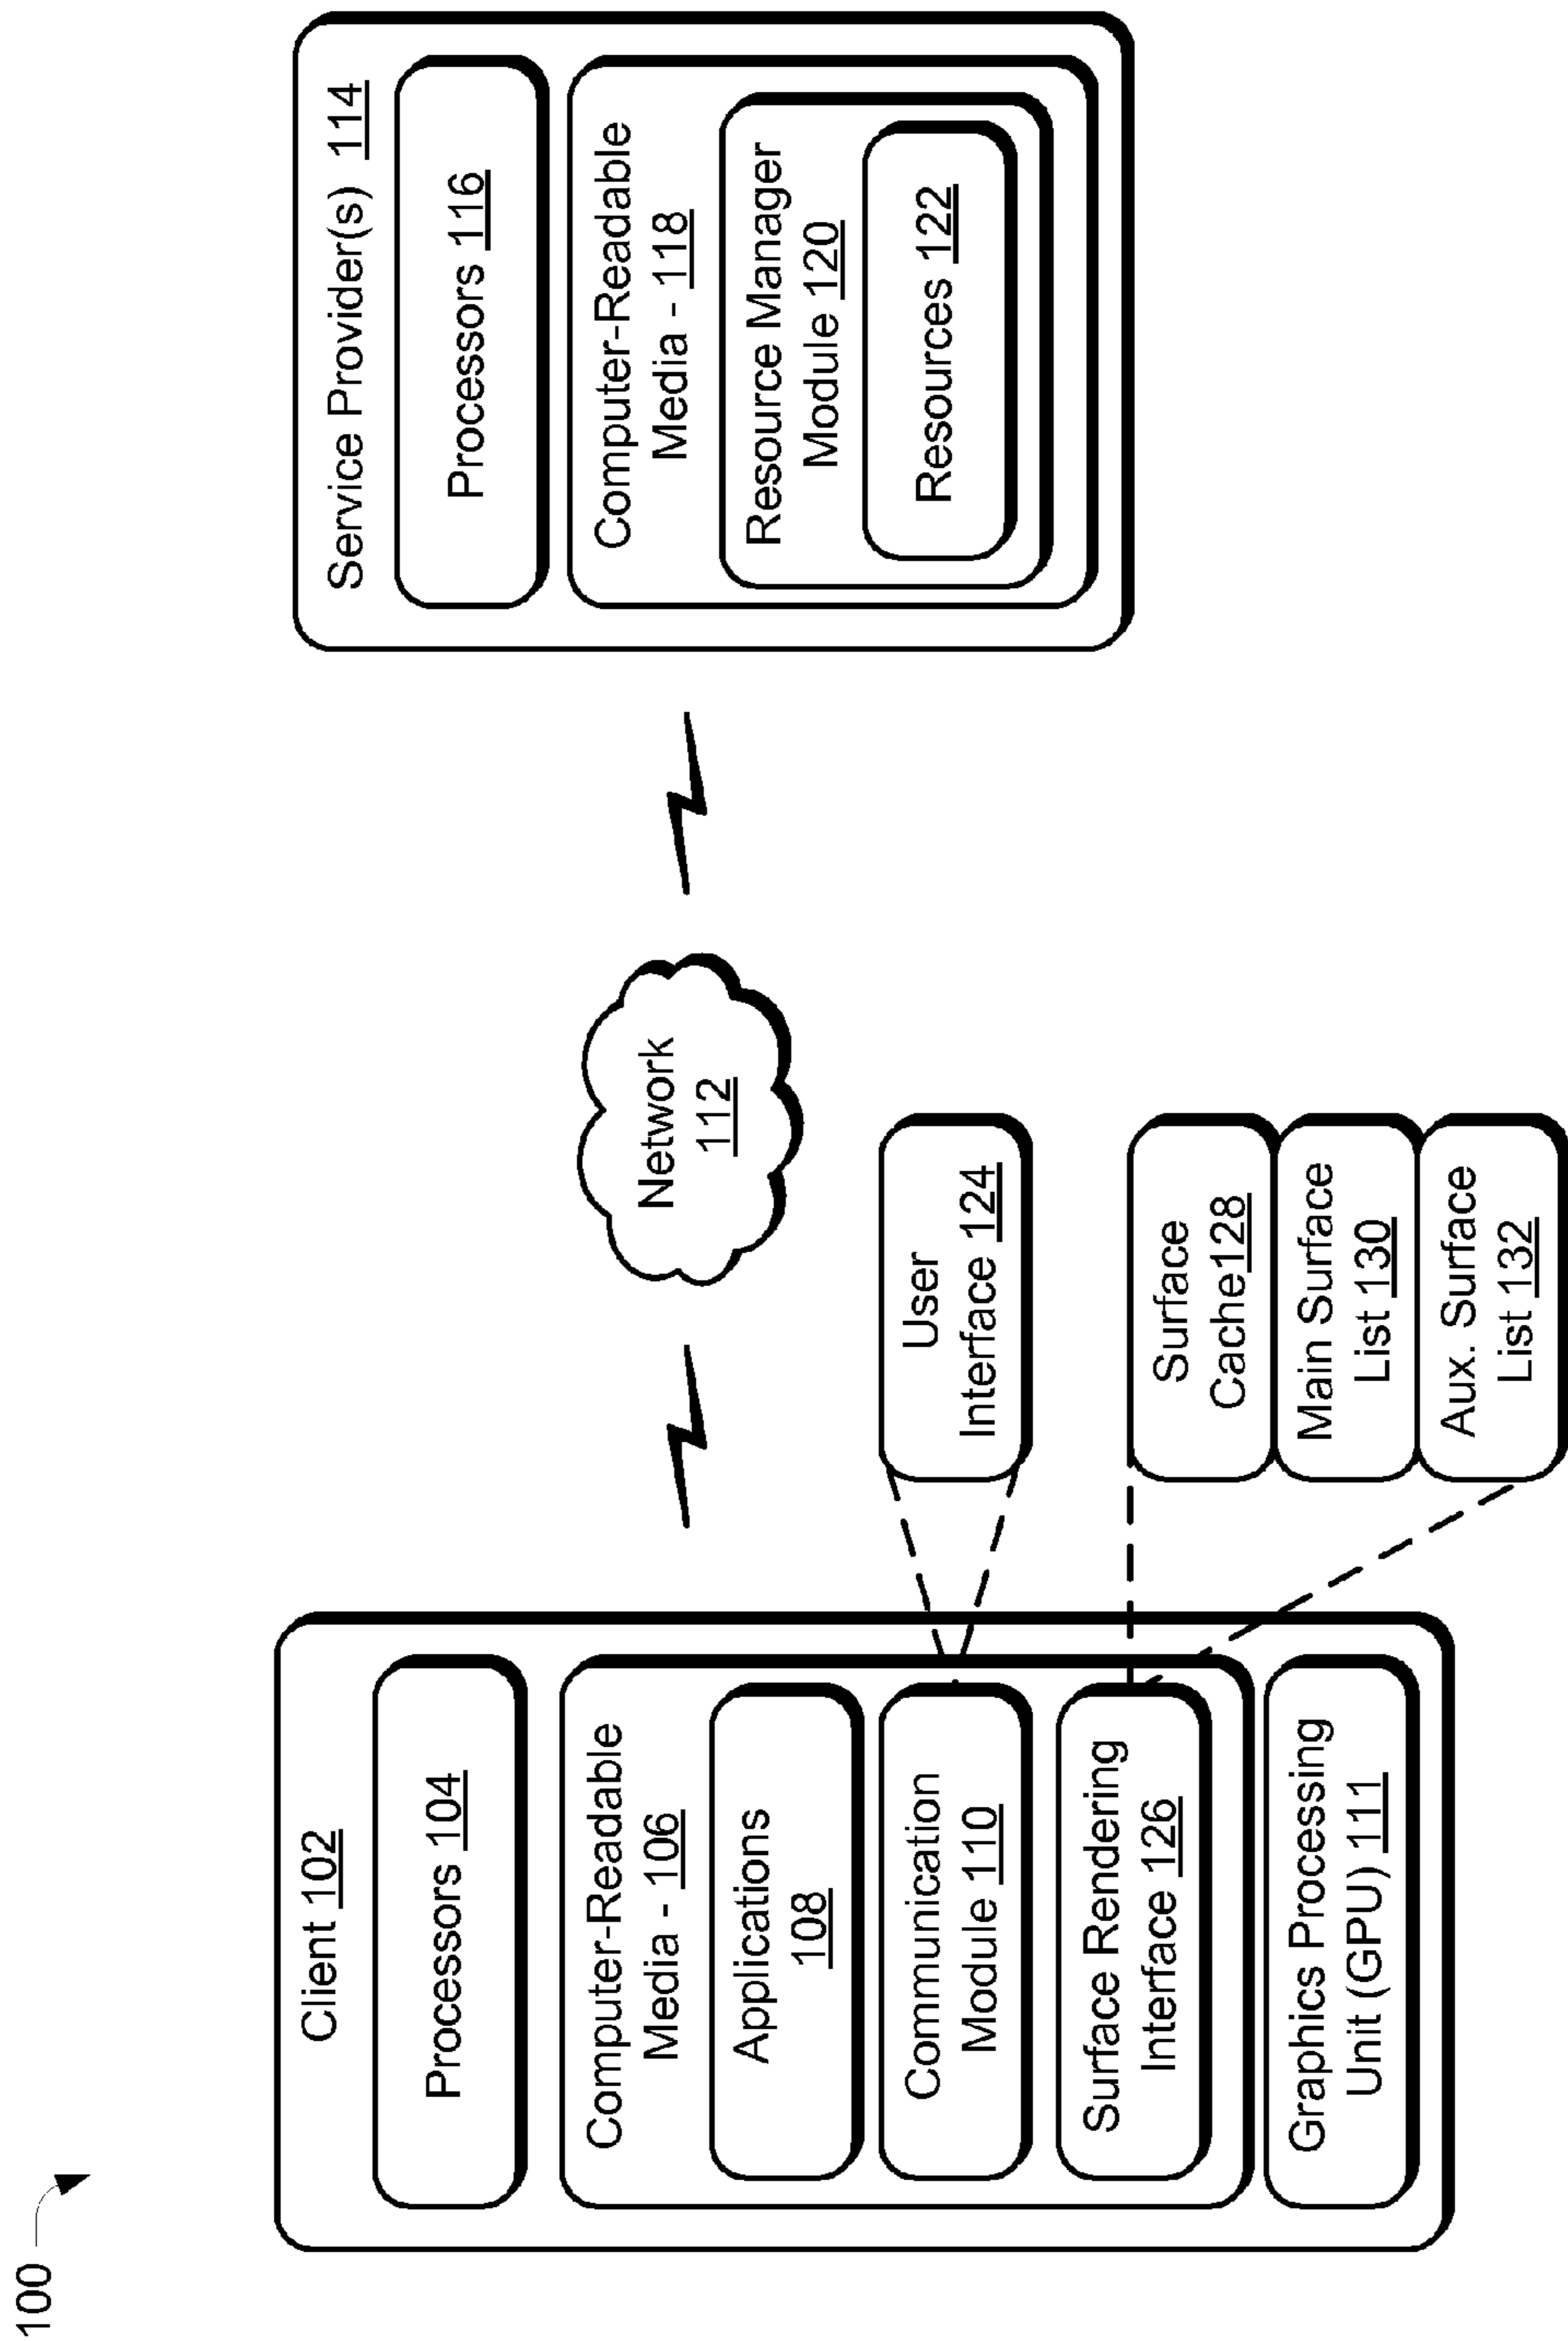 100
Client 102
Processors 104
Computer-Readable
Media - 106
Applications
108
Communication
Module 110
Surface Rendering
Interface 126
Graphics Processing
Unit (GPU) 111
Network
112
User
Interface 124
Surface
Cache128
Main Surface
List 130
Aux. Surface
List 132
Service Provider(s) 114
Processors 116
Computer-Readable
Media - 118
Resource Manager
Module 120
Resources 122